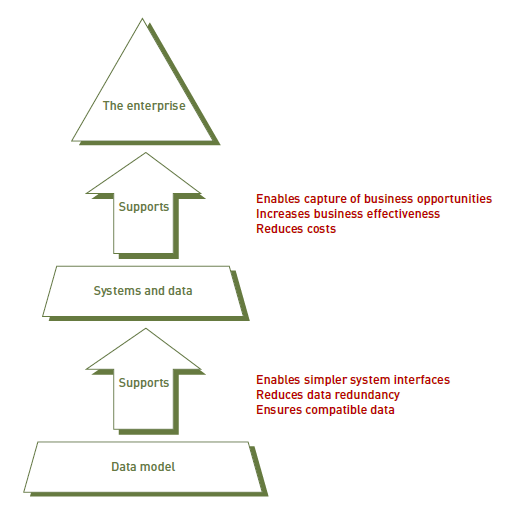 The enterprise
Supports
Enables capture of business opportunities
Increases business effectiveness
Reduces costs
Systems and data
Supports
Enables simpler system interfaces
Reduces data redundancy
Ensures compatible data
Data model